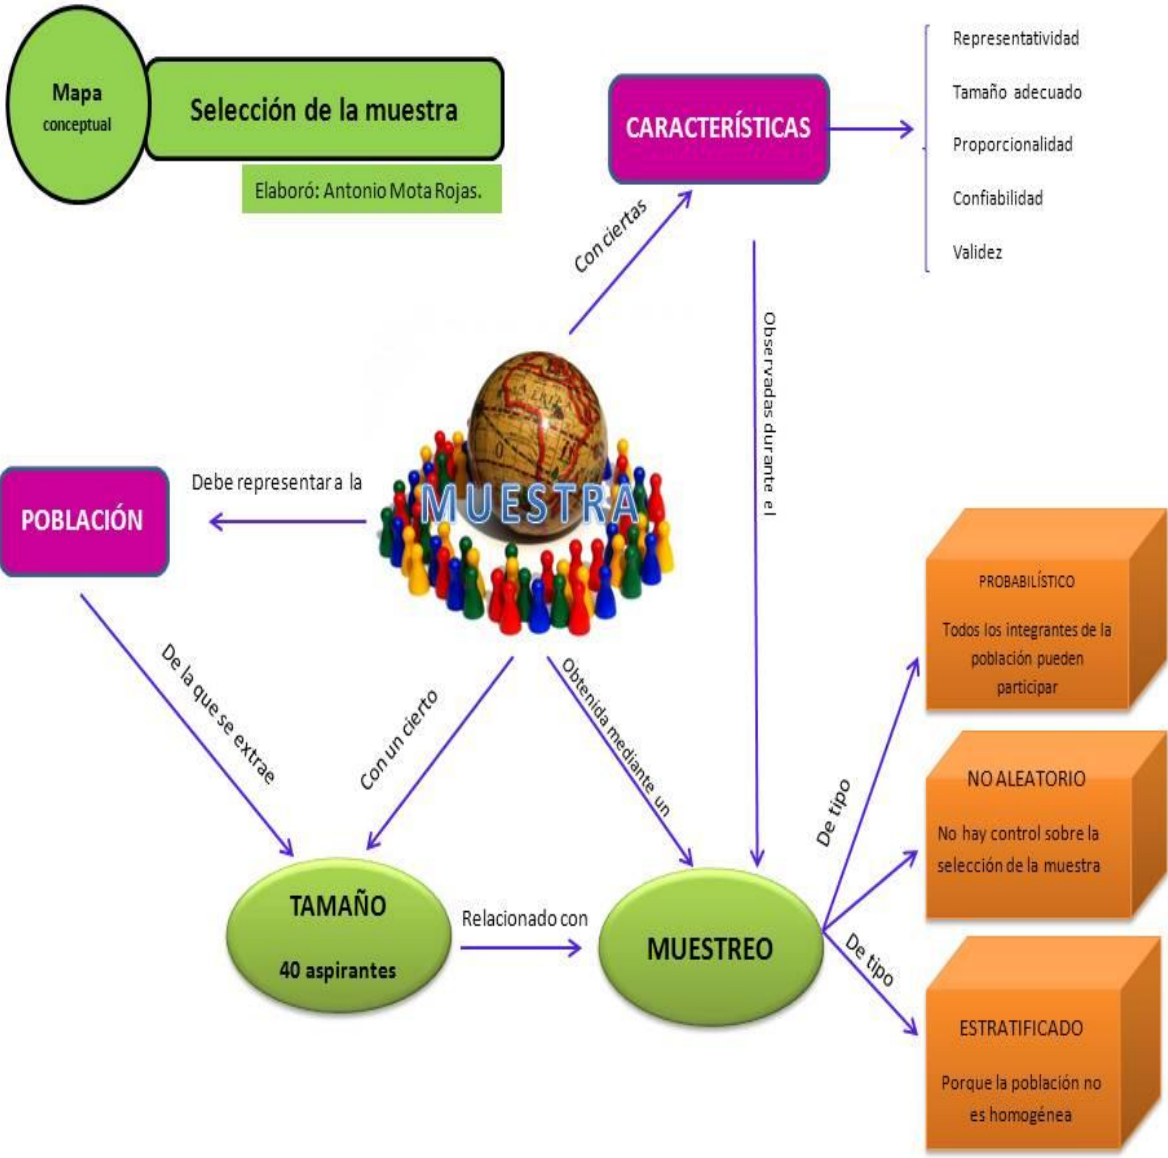 Mapa
conceptual
Selección de la muestra
Elaboró: Antonio Mota Rojas.
CARACTERÍSTICAS
Representatividad
Tamaño adecuado
Proporcionalidad
Confiabilidad
Validez
Con ciertas
Observadas durante el
MUESTRA
Debe representar a la
POBLACIÓN
De la que se extrae
Con un cierto
Obtenida mediante un
TAMAÑO
40 aspirantes
Relacionado con
MUESTREO
De tipo
De tipo
PROBABILÍSTICO
Todos los integrantes de la
población pueden
participar
NO ALEATORIO
No hay control sobre la
selección de la muestra
ESTRATIFICADO
Porque la población no
es homogénea